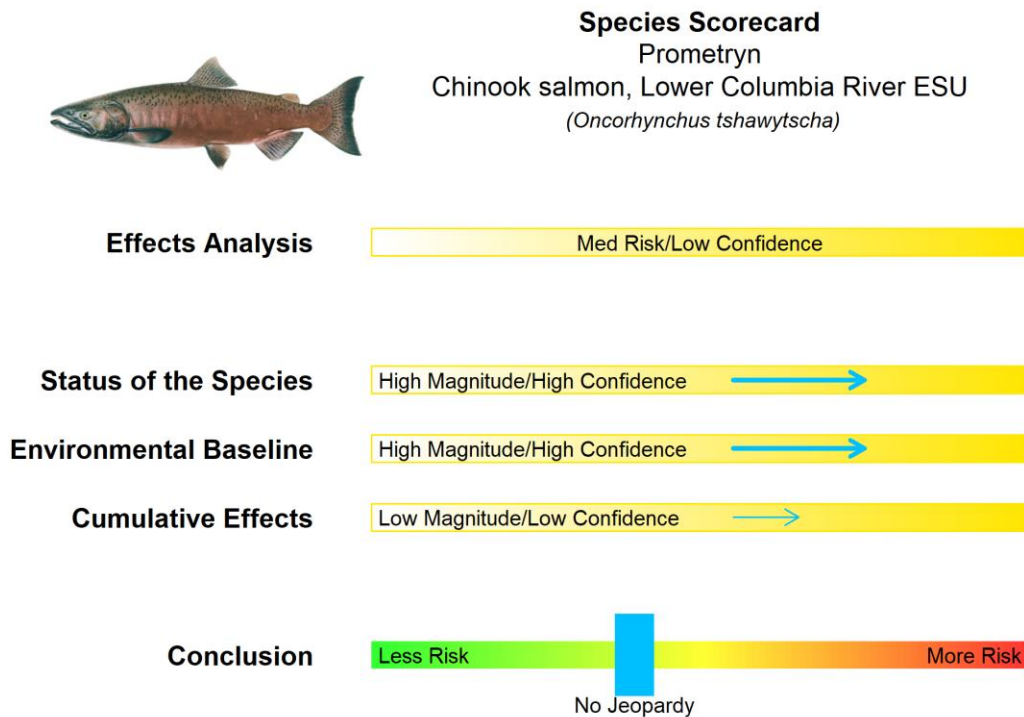 Species Scorecard
Prometryn
Chinook salmon, Lower Columbia River ESU
(Oncorhynchus tshawytscha)
Effects Analysis
Med Risk/Low Confidence
Status of the Species
High Magnitude/High Confidence
Environmental Baseline
High Magnitude/High Confidence
Cumulative Effects
Low Magnitude/Low Confidence
Conclusion
Less Risk
More Risk
No Jeopardy